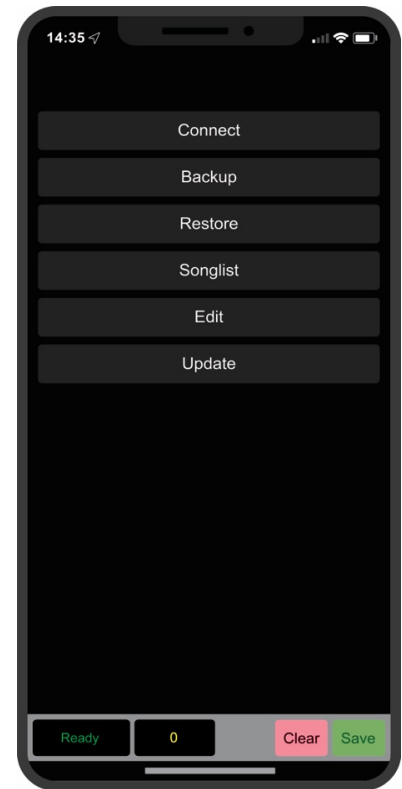 14:35
Connect
Backup
Restore
Songlist
Edit
Update
Ready 0 Clear Save